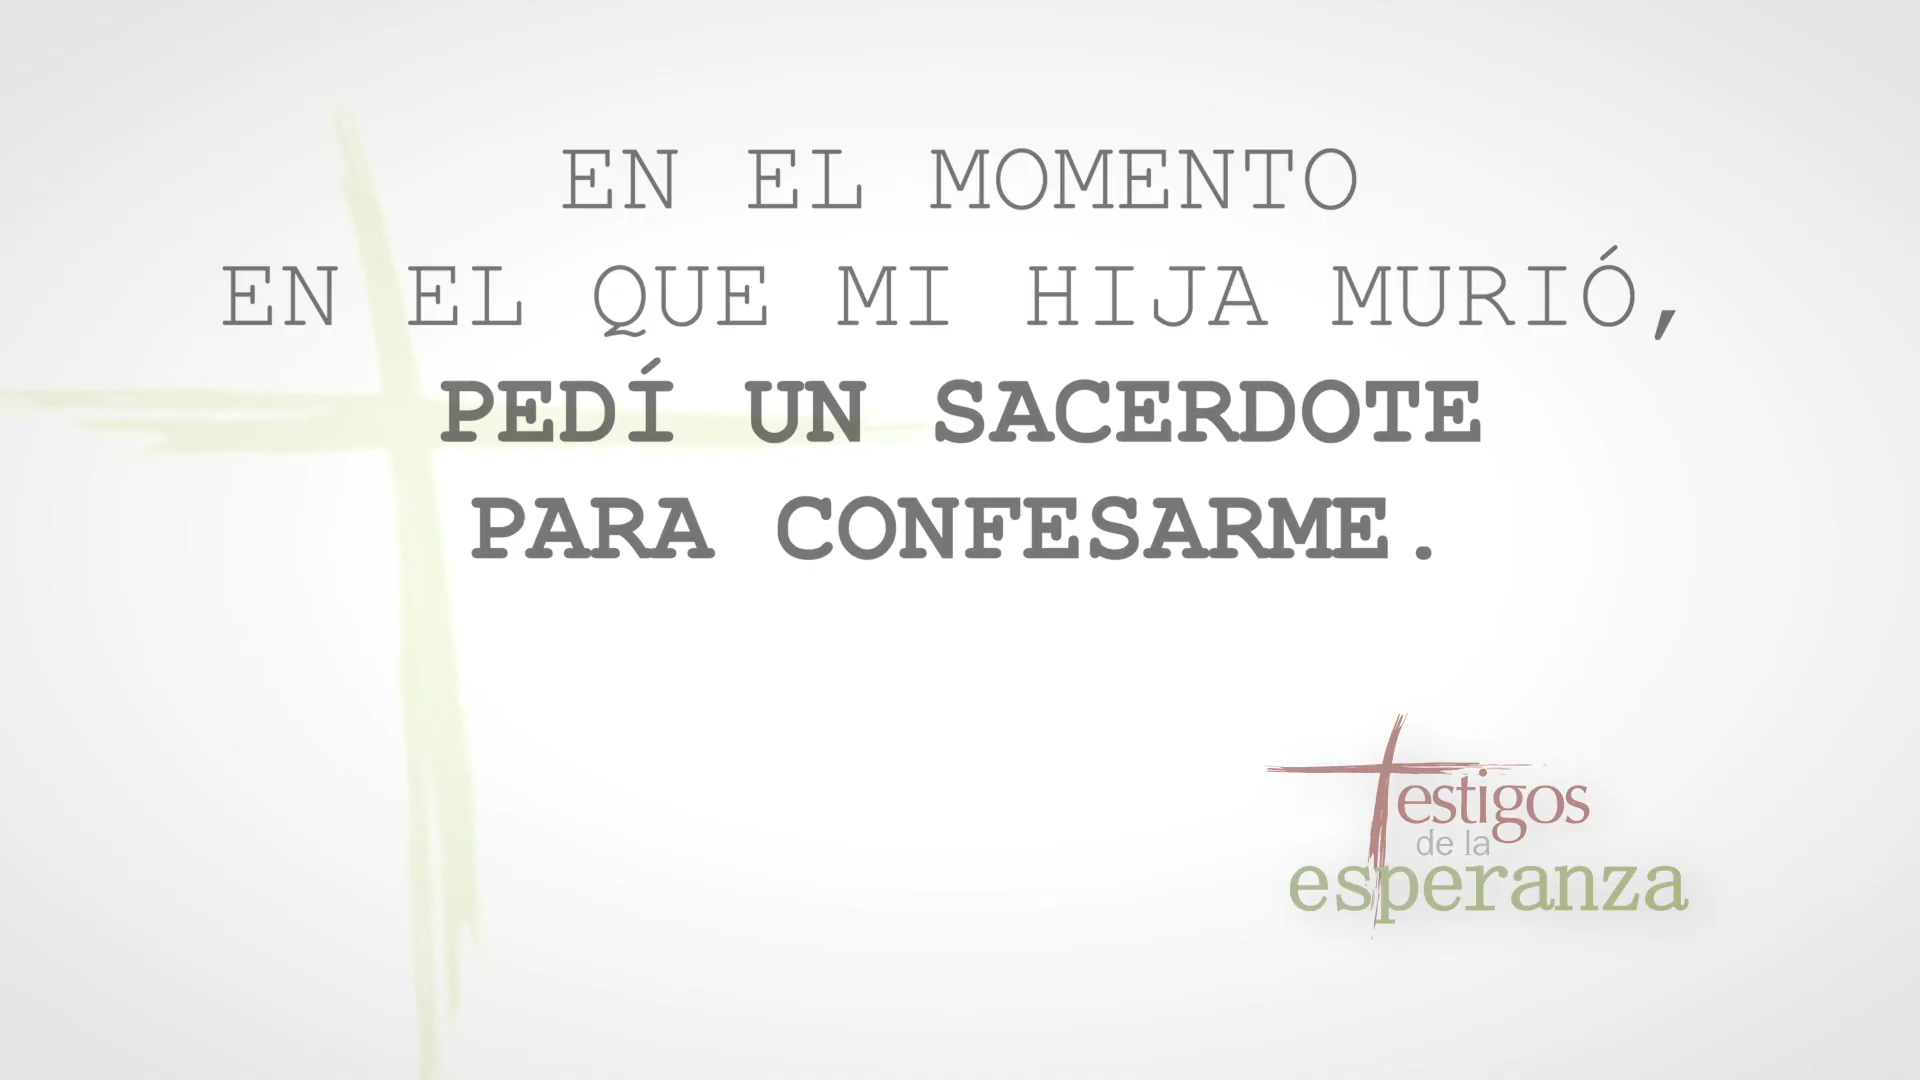 EN EL MOMENTO
EN EL QUE MI HIJA MURIÓ,
PEDÍ UN SACERDOTE
PARA CONFESARME.
testigos
de la
esperanza